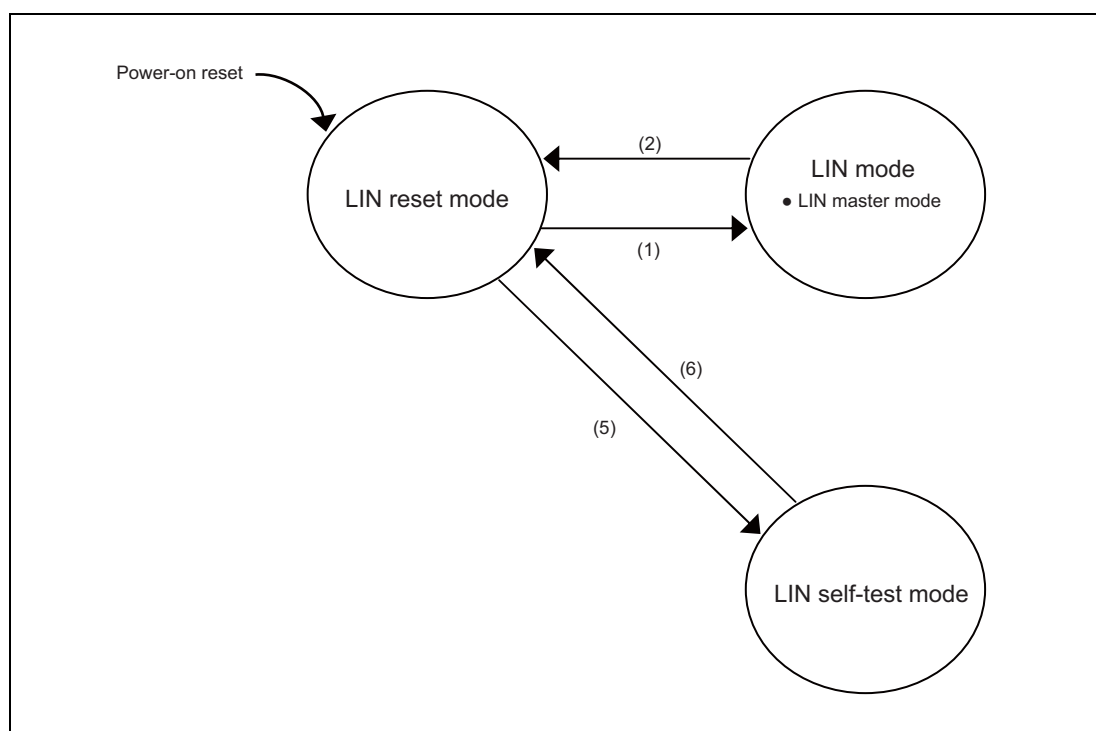 Power-on reset
(2)
LIN mode
LIN reset mode
● LIN master mode
(1)
(6)
(5)
LIN self-test mode